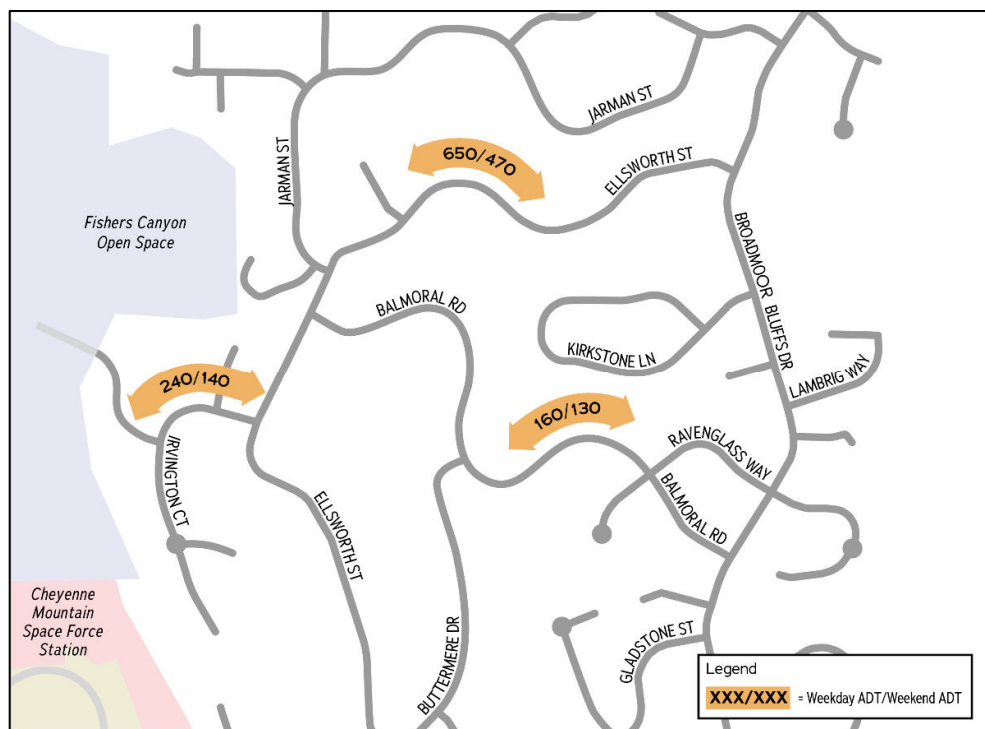 JARMAN ST
JARMAN ST
650/470
ELLSWORTH ST
Fishers Canyon
Open Space
BROADMOOR BLUFFS DR
BALMORAL RD
KIRKSTONE LN
240/140
LAMBRIG WAY
160/130
RAVENGLASS WAY
IRVINGTON CT
BALMORAL RD
ELLSWORTH ST
Cheyenne
Mountain
Space Force
Station
BUTTERMERE DR
GLADSTONE ST
Legend
XXX/XXX = Weekday ADT/Weekend ADT